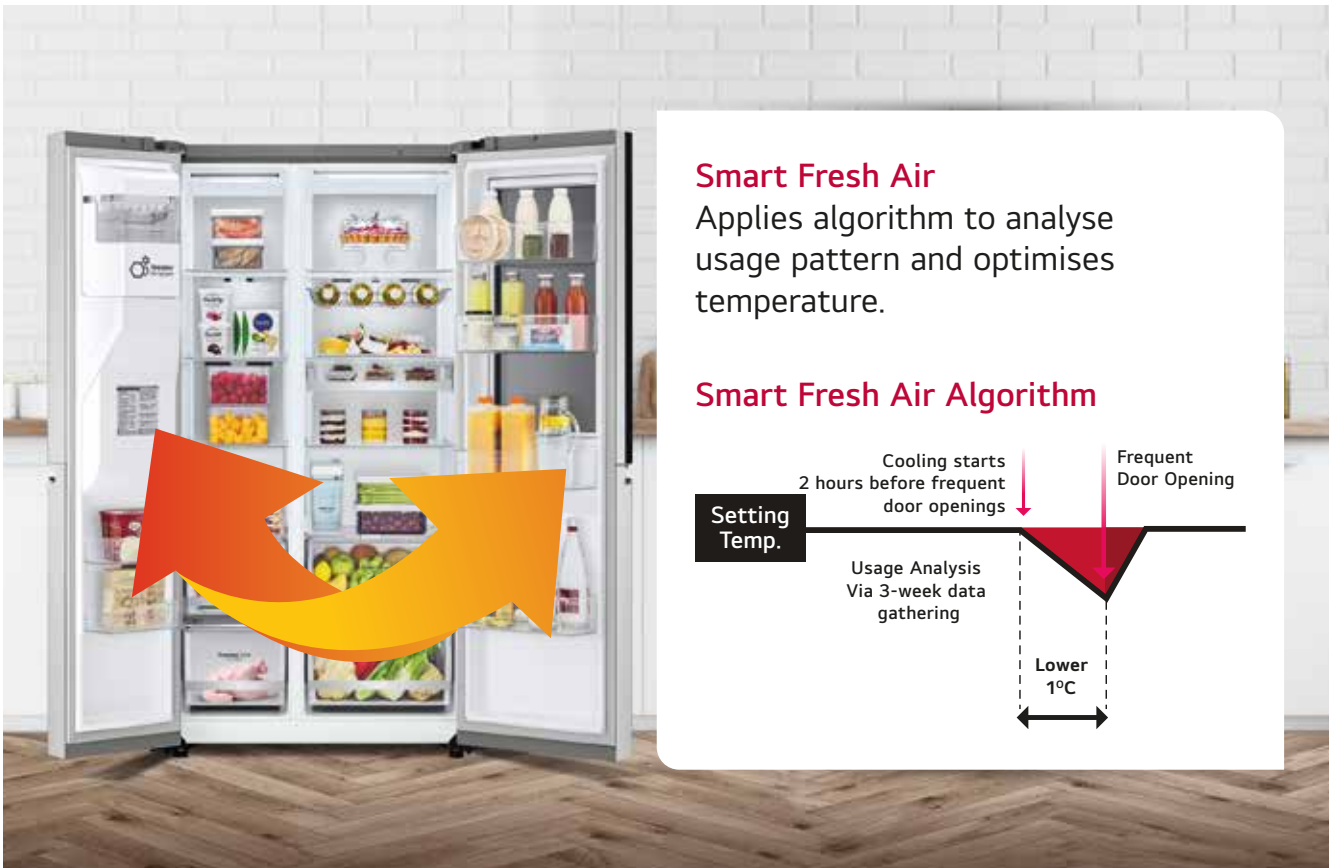 Smart Fresh Air
Applies algorithm to analyse
usage pattern and optimises
temperature.
Smart Fresh Air Algorithm
Cooling starts
2 hours before frequent
door openings
Frequent
Door Opening
Setting
Temp.
Usage Analysis
Via 3-week data
gathering
Lower
1ºC